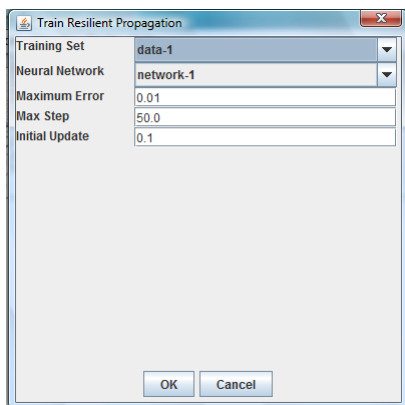 Train Resilient Propagation
Training Set data-1
Neural Network network-1
Maximum Error 0.01
Max Step 50.0
Initial Update 0.1
OK Cancel